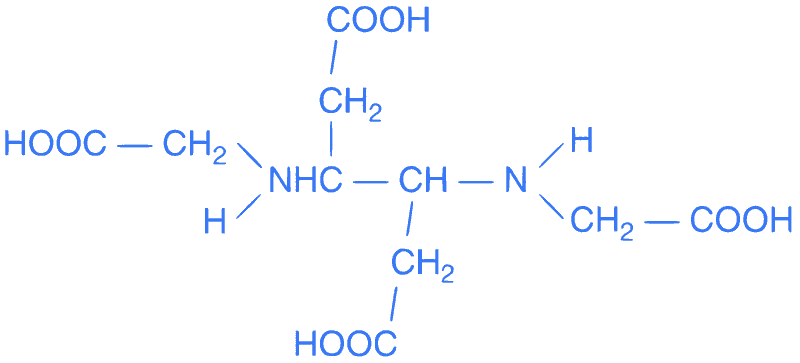 COOH
CH₂
HOOC — CH₂ H
NHC — CH — N
H CH₂ — COOH
CH₂
HOOC